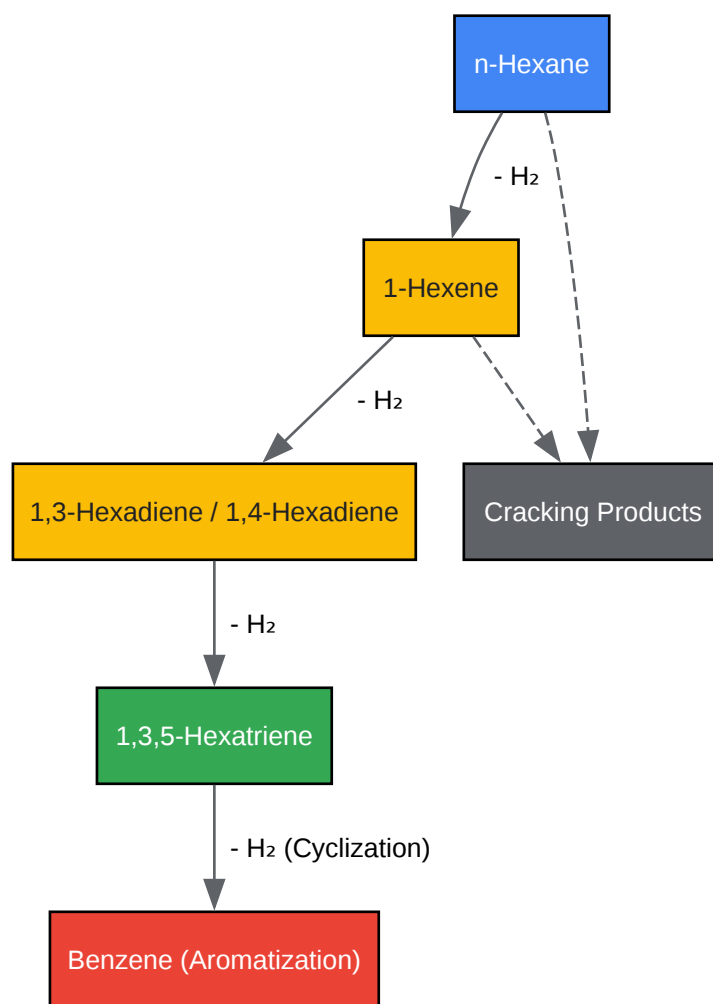 n-Hexane
- H₂
1-Hexene
- H₂
1,3-Hexadiene / 1,4-Hexadiene
Cracking Products
- H₂
1,3,5-Hexatriene
- H₂ (Cyclization)
Benzene (Aromatization)